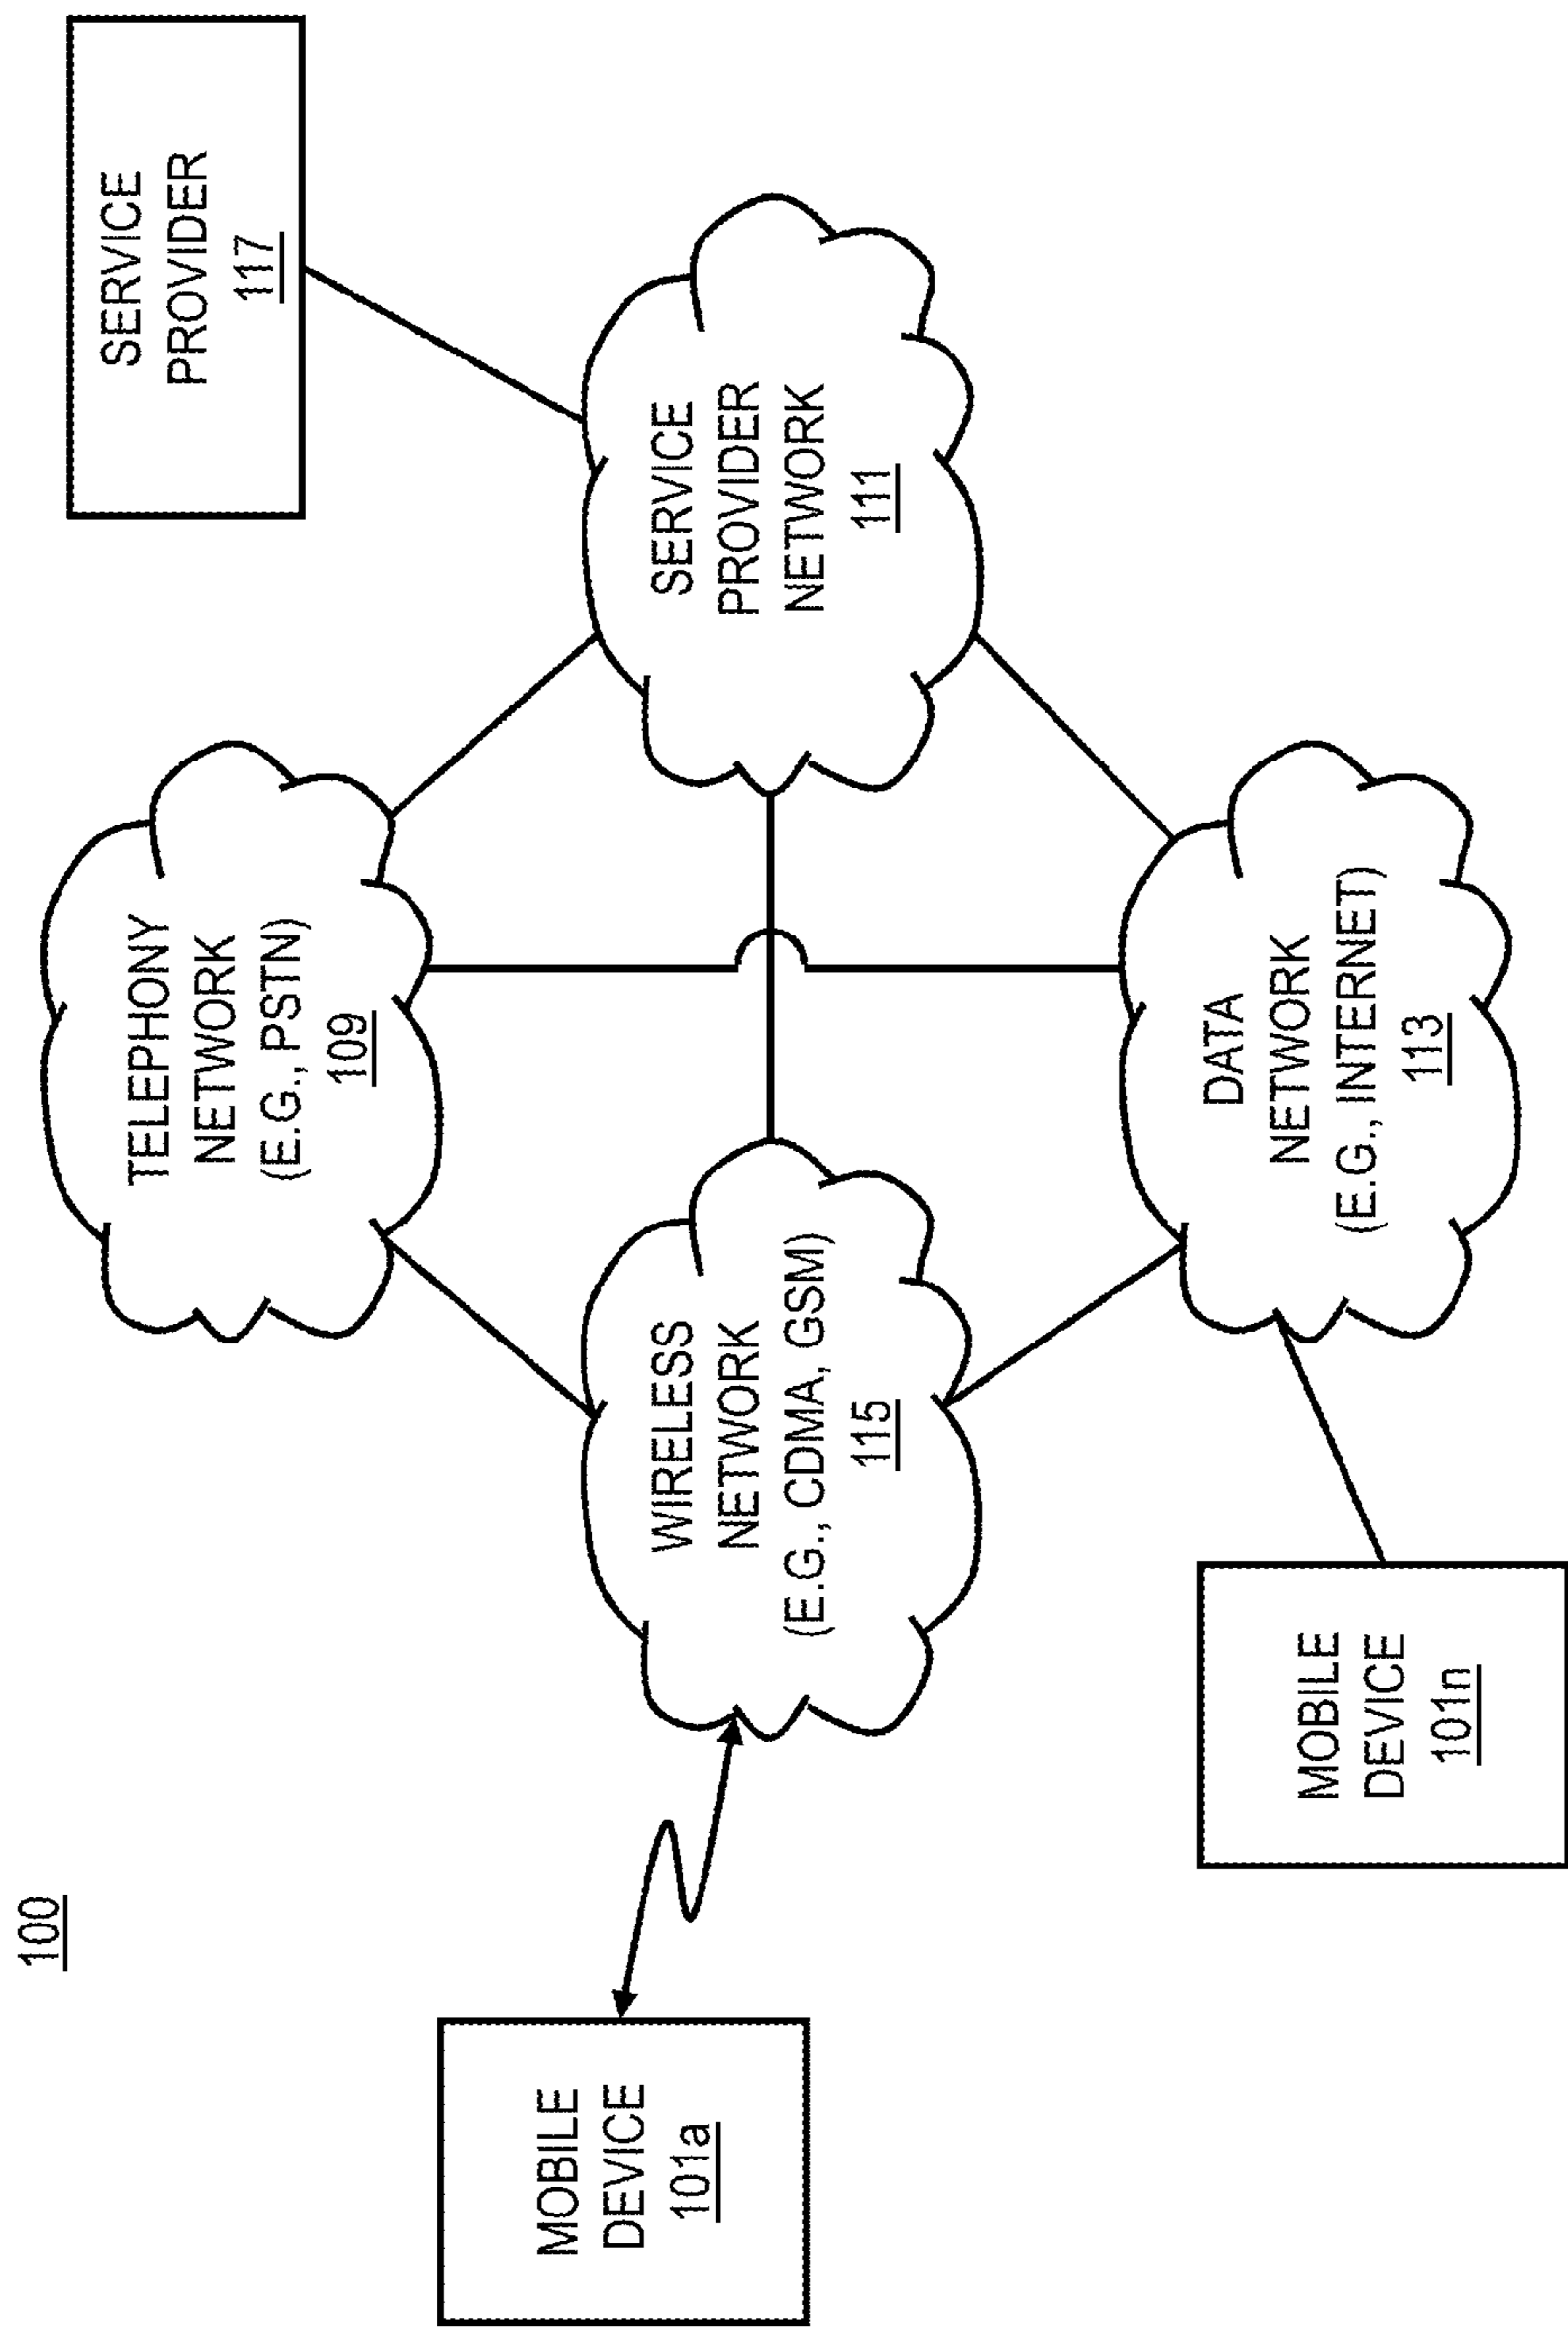 100
SERVICE
PROVIDER
117
TELEPHONY
NETWORK
(E.G., PSTN)
109
MOBILE
DEVICE
101a
WIRELESS
NETWORK
(E.G., CDMA, GSM)
115
SERVICE
PROVIDER
NETWORK
111
DATA
NETWORK
(E.G., INTERNET)
113
MOBILE
DEVICE
101n